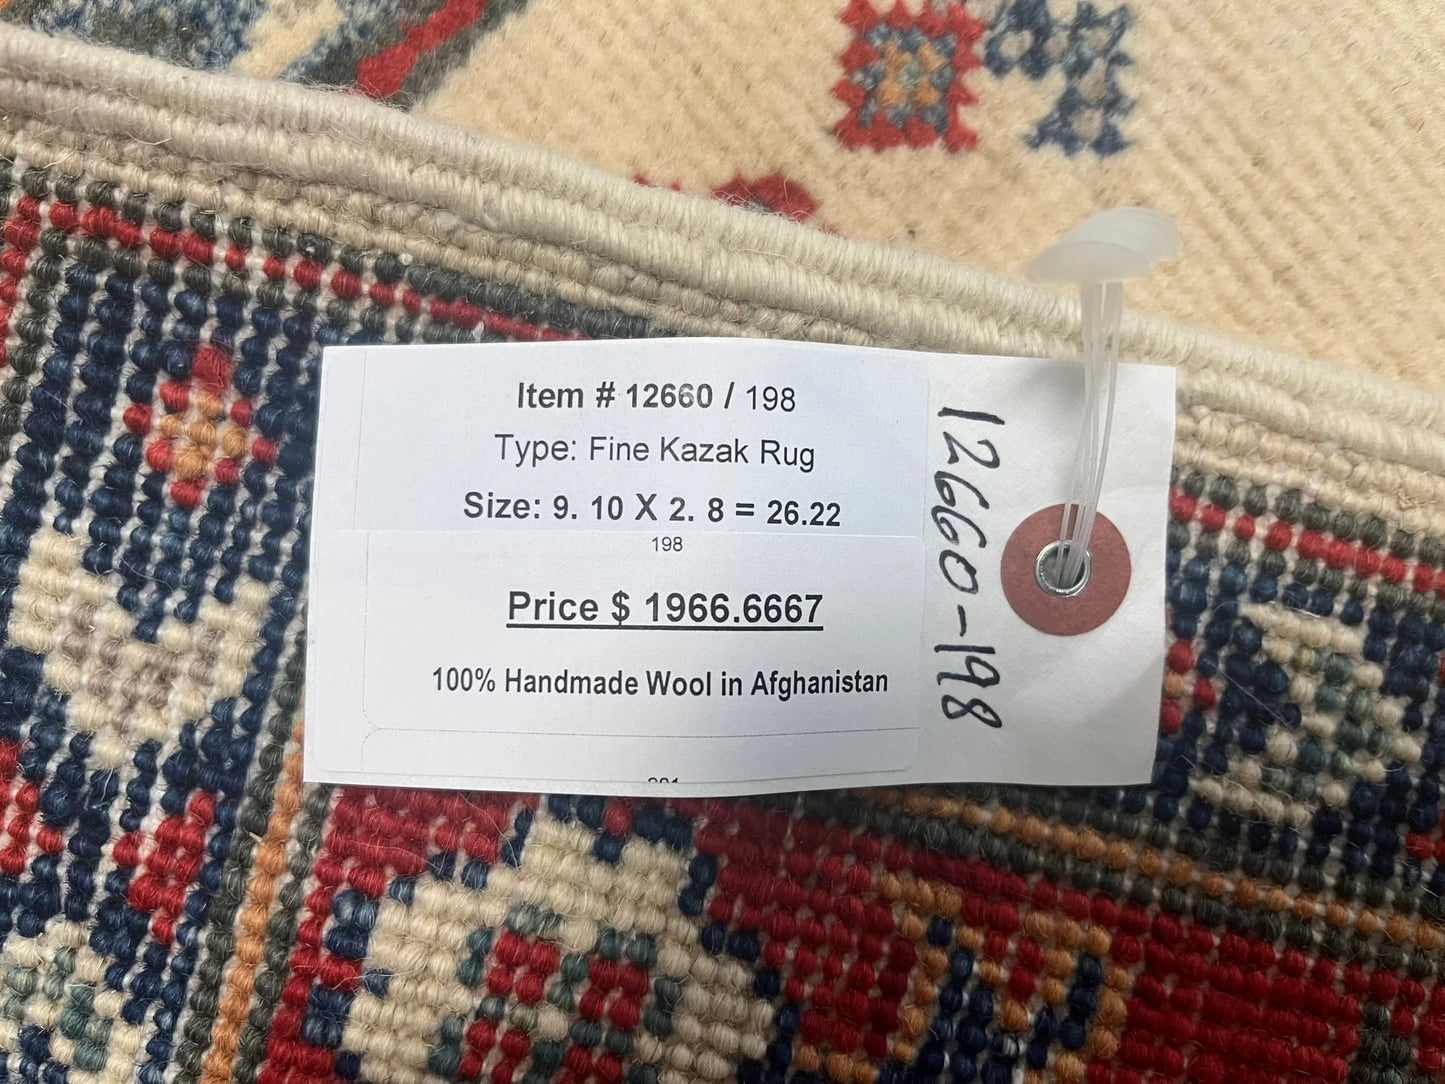 Item # 12660 / 198
Type: Fine Kazak Rug
Size: 9. 10 X 2. 8 = 26.22
198
Price $ 1966.6667
100% Handmade Wool in Afghanistan
12660-198